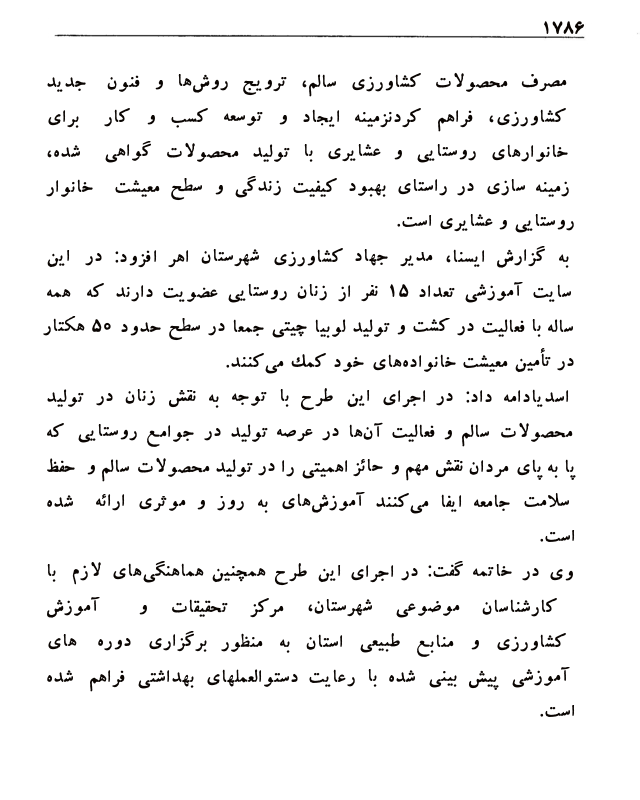 ۱۷۸۶
مصرف محصولات کشاورزی سالم، ترویج روش‌ها و فنون جدید
کشاورزی، فراهم کردنزمینه ایجاد و توسعه کسب و کار برای
خانوارهای روستایی و عشایری با تولید محصولات گواهی شده،
زمینه سازی در راستای بهبود کیفیت زندگی و سطح معیشت خانوار
روستایی و عشایری است.
به گزارش ایسنا، مدیر جهاد کشاورزی شهرستان اهر افزود: در این
سایت آموزشی تعداد ۱۵ نفر از زنان روستایی عضویت دارند که همه
ساله با فعالیت در کشت و تولید لوبیا چیتی جمعا در سطح حدود ۵۰ هکتار
در تأمین معیشت خانواده‌های خود کمك می‌کنند.
اسدیادامه داد: در اجرای این طرح با توجه به نقش زنان در تولید
محصولات سالم و فعالیت آن‌ها در عرصه تولید در جوامع روستایی که
پا به پای مردان نقش مهم و حائز اهمیتی را در تولید محصولات سالم و حفظ
سلامت جامعه ایفا می‌کنند آموزش‌های به روز و موثری ارائه شده
است.
وی در خاتمه گفت: در اجرای این طرح همچنین هماهنگی‌های لازم با
کارشناسان موضوعی شهرستان، مرکز تحقیقات و آموزش
کشاورزی و منابع طبیعی استان به منظور برگزاری دوره های
آموزشی پیش بینی شده با رعایت دستوالعملهای بهداشتی فراهم شده
است.